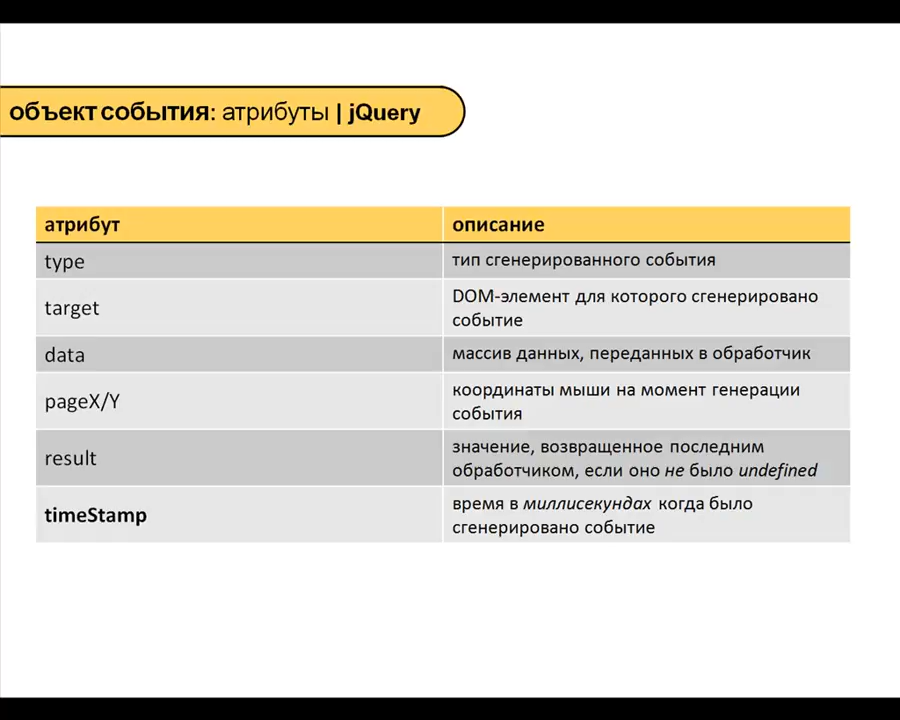 объект события: атрибуты | jQuery
атрибут описание
type тип сгенерированного события
target DOM-элемент для которого сгенерировано
событие
data массив данных, переданных в обработчик
pageX/Y координаты мыши на момент генерации
события
result значение, возвращенное последним
обработчиком, если оно не было undefined
timeStamp время в миллисекундах когда было
сгенерировано событие